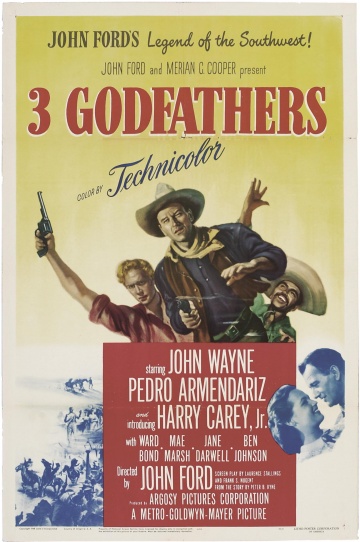 JOHN FORD'S Legend of the Southwest!
JOHN FORD and MERIAN C. COOPER present
3 GODFATHERS
COLOR BY Technicolor
starring JOHN WAYNE
PEDRO ARMENDARIZ
and introducing HARRY CAREY, Jr.
with WARD BOND · MAE MARSH · JANE DARWELL · BEN JOHNSON
Directed by JOHN FORD
SCREEN PLAY BY LAURENCE STALLINGS
AND FRANK S. NUGENT
FROM THE STORY BY PETER B. KYNE
Produced by ARGOSY PICTURES CORPORATION
A METRO-GOLDWYN-MAYER PICTURE